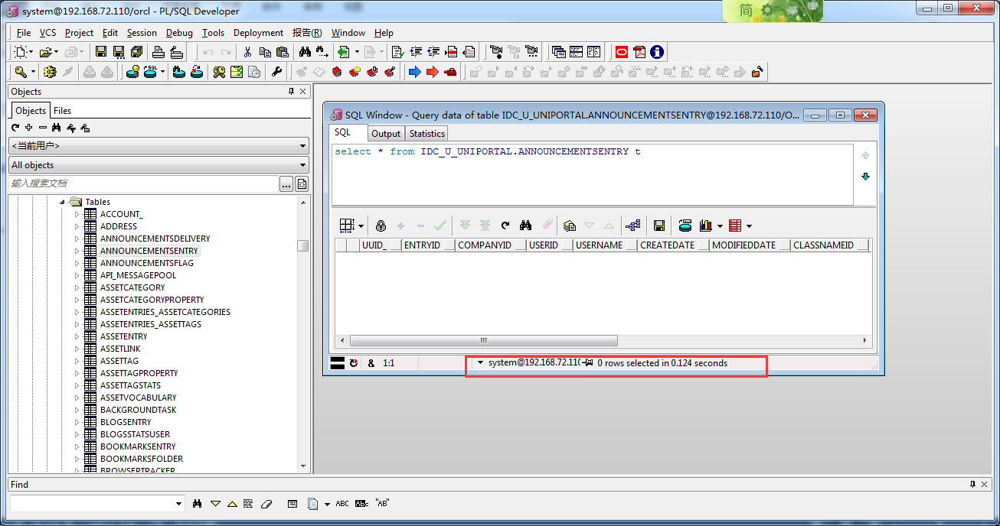 system@192.168.72.110/orcl - PL/SQL Developer
简
File VCS Project Edit Session Debug Tools Deployment 报告(R) Window Help
Objects
Objects Files
<当前用户>
All objects
输入搜索文档
...
Tables
ACCOUNT_
ADDRESS
ANNOUNCEMENTSDELIVERY
ANNOUNCEMENTSENTRY
ANNOUNCEMENTSFLAG
API_MESSAGEPOOL
ASSETCATEGORY
ASSETCATEGORYPROPERTY
ASSETENTRIES_ASSETCATEGORIES
ASSETENTRIES_ASSETTAGS
ASSETENTRY
ASSETLINK
ASSETTAG
ASSETTAGPROPERTY
ASSETTAGSTATS
ASSETVOCABULARY
BACKGROUNDTASK
BLOGSENTRY
BLOGSSTATSUSER
BOOKMARKSENTRY
BOOKMARKSFOLDER
BROWSERTRACKER
SQL Window - Query data of table IDC_U_UNIPORTAL.ANNOUNCEMENTSENTRY@192.168.72.110/O...
SQL Output Statistics
select * from IDC_U_UNIPORTAL.ANNOUNCEMENTSENTRY t
UUID_ ENTRYID COMPANYID USERID USERNAME CREATEDATE MODIFIEDDATE CLASSNAMEID
& 1:1 system@192.168.72.11( 0 rows selected in 0.124 seconds
Find
ABC ABc "AB"